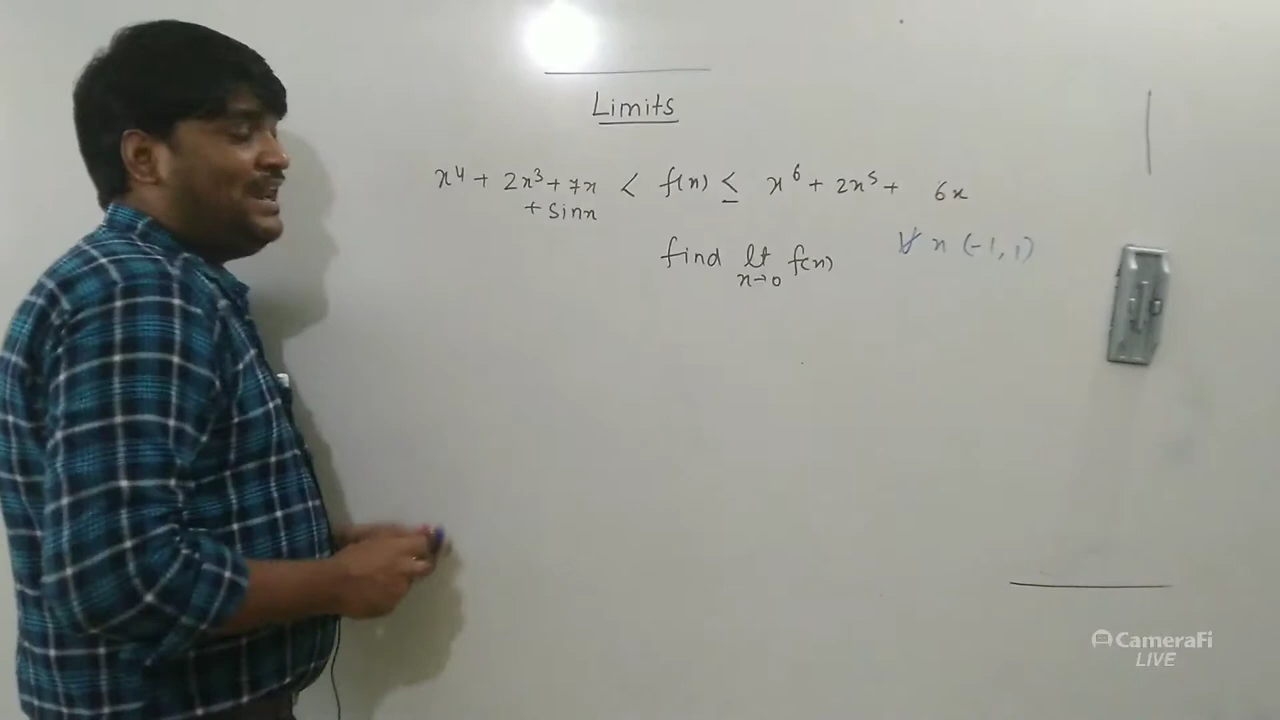 Limits
x⁴ + 2x³ + 7x < f(x) ≤ x⁶ + 2x⁵ + 6x
+ sinx
∀ x (-1, 1)
find lt f(x)
x→0
CameraFi
LIVE